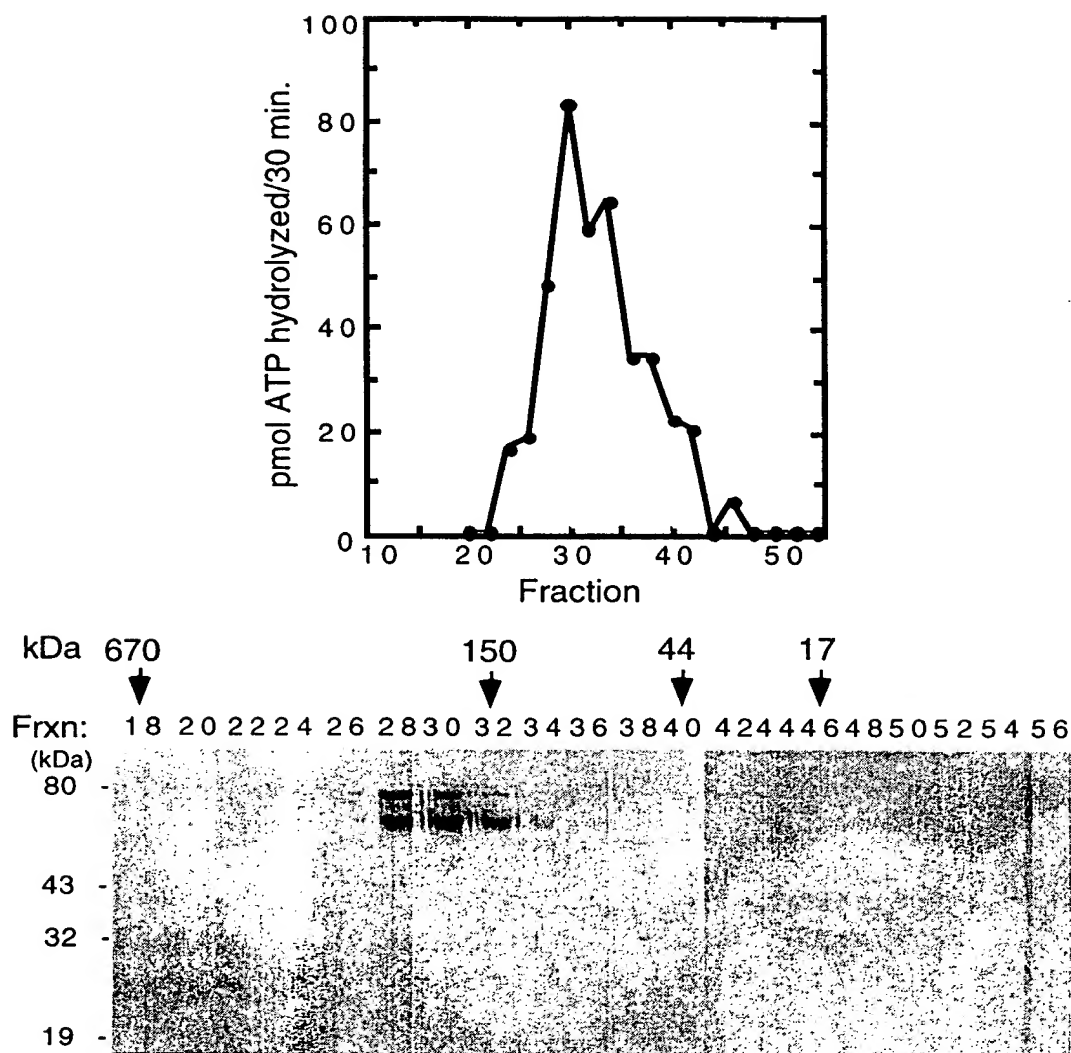 100
80
60
40
20
0
pmol ATP hydrolyzed/30 min.
10 20 30 40 50
Fraction
kDa 670 150 44 17
Frxn: 18 20 22 24 26 28 30 32 34 36 38 40 42 44 46 48 50 52 54 56
(kDa)
80 -
43 -
32 -
19 -